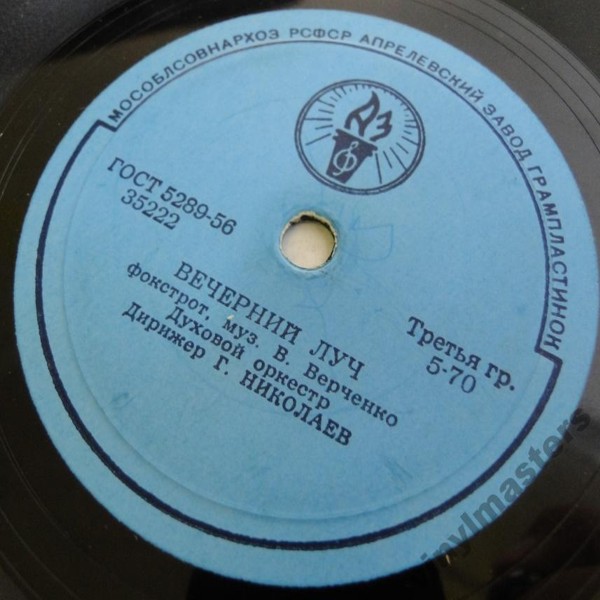 МОСОБЛСОВНАРХОЗ РСФСР АПРЕЛЕВСКИЙ ЗАВОД ГРАМПЛАСТИНОК
АЗ
ГОСТ 5289-56
35222
Третья гр.
5-70
ВЕЧЕРНИЙ ЛУЧ
фокстрот, муз. В. Верченко
Духовой оркестр
Дирижер Г. НИКОЛАЕВ
vinylmasters